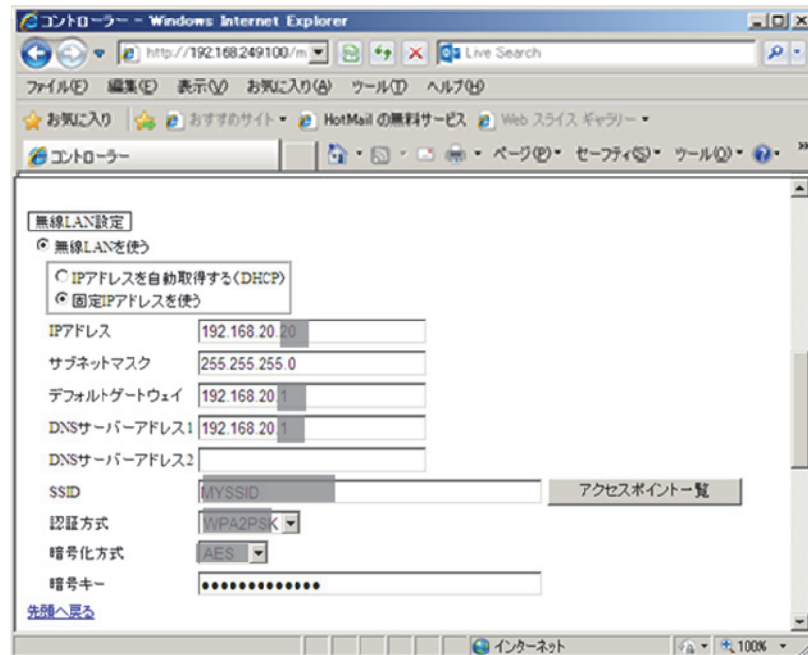 コントローラー - Windows Internet Explorer
http://192.168.249.100/m Live Search
ファイル(F) 編集(E) 表示(V) お気に入り(A) ツール(T) ヘルプ(H)
お気に入り おすすめサイト HotMail の無料サービス Web スライス ギャラリー
コントローラー ページ(P) セーフティ(S) ツール(O) »
無線LAN設定
無線LANを使う
IPアドレスを自動取得する(DHCP)
固定IPアドレスを使う
IPアドレス 192.168.20.20
サブネットマスク 255.255.255.0
デフォルトゲートウェイ 192.168.20.1
DNSサーバーアドレス1 192.168.20.1
DNSサーバーアドレス2
SSID MYSSID アクセスポイント一覧
認証方式 WPA2PSK
暗号化方式 AES
暗号キー ●●●●●●●●●●●●●
先頭へ戻る
インターネット 100%